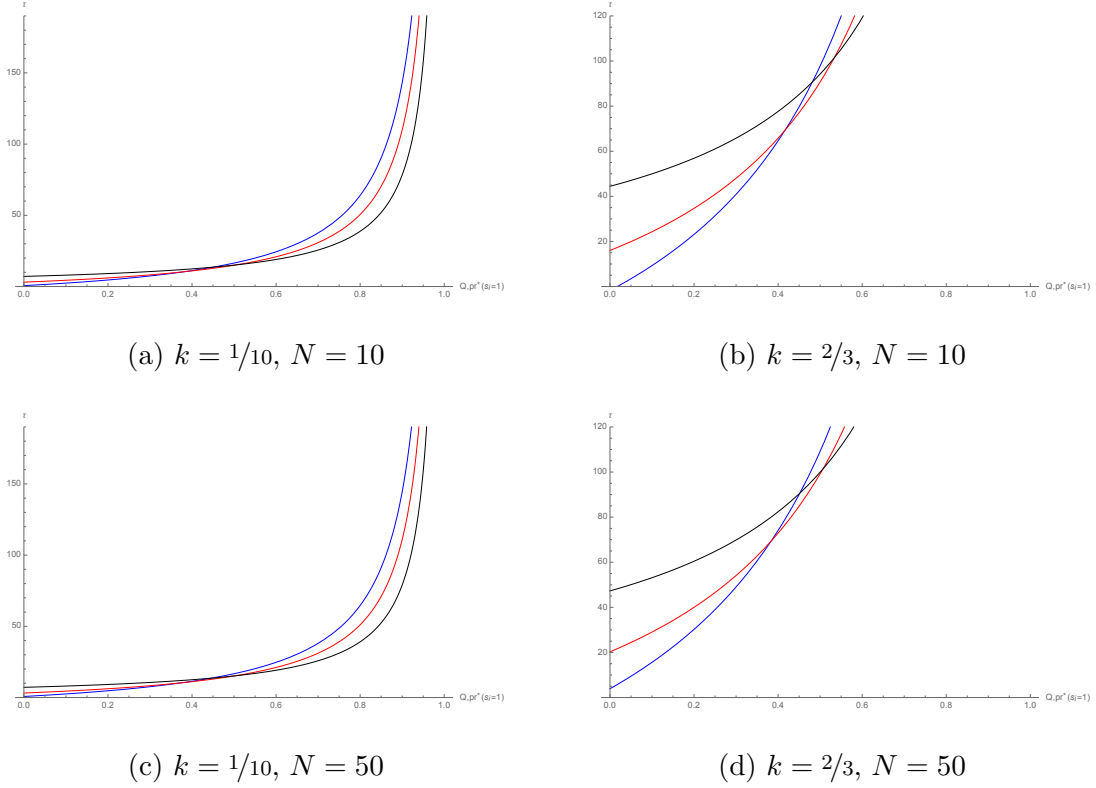 τ
τ
150
100
50
0.0 0.2 0.4 0.6 0.8 1.0
Q,pr*(sᵢ=1)
120
100
80
60
40
20
0.0 0.2 0.4 0.6 0.8 1.0
Q,pr*(sᵢ=1)
(a) k = 1/10, N = 10
(b) k = 2/3, N = 10
τ
τ
150
100
50
0.0 0.2 0.4 0.6 0.8 1.0
Q,pr*(sᵢ=1)
120
100
80
60
40
20
0.0 0.2 0.4 0.6 0.8 1.0
Q,pr*(sᵢ=1)
(c) k = 1/10, N = 50
(d) k = 2/3, N = 50